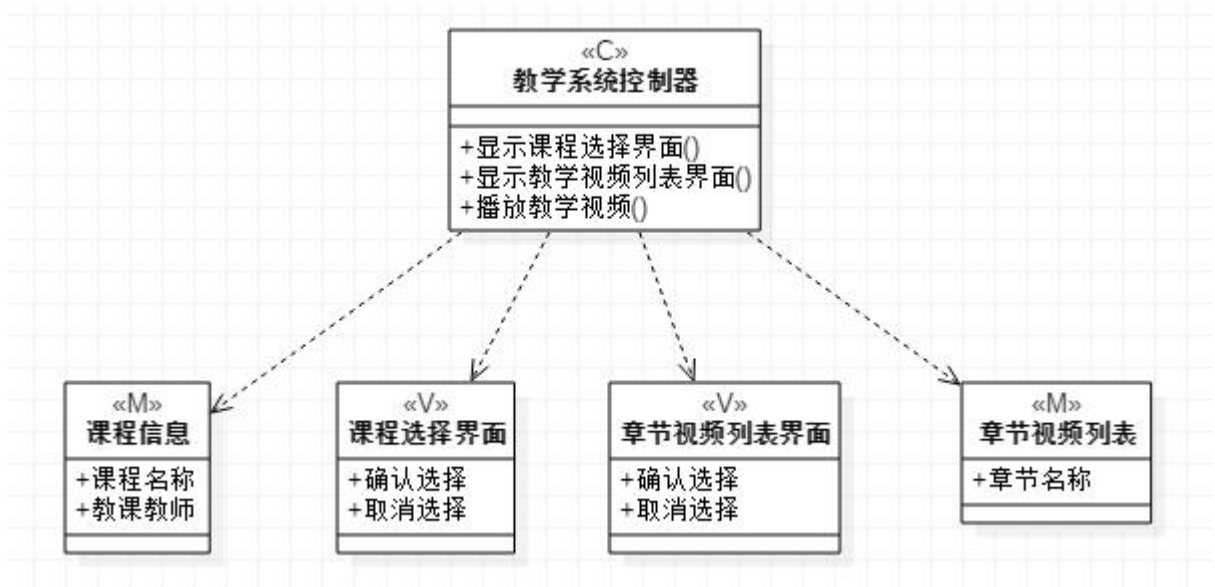 «C»
教学系统控制器
+显示课程选择界面()
+显示教学视频列表界面()
+播放教学视频()
«M»
课程信息
+课程名称
+教课教师
«V»
课程选择界面
+确认选择
+取消选择
«V»
章节视频列表界面
+确认选择
+取消选择
«M»
章节视频列表
+章节名称